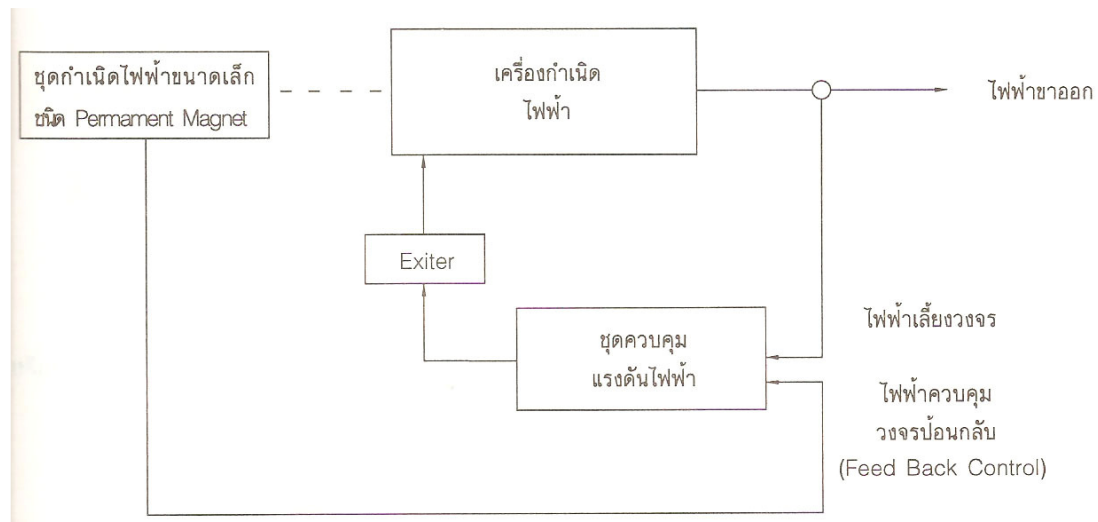 ชุดกำเนิดไฟฟ้าขนาดเล็ก
ชนิด Permament Magnet
เครื่องกำเนิด
ไฟฟ้า
ไฟฟ้าขาออก
Exiter
ชุดควบคุม
แรงดันไฟฟ้า
ไฟฟ้าเลี้ยงวงจร
ไฟฟ้าควบคุม
วงจรป้อนกลับ
(Feed Back Control)